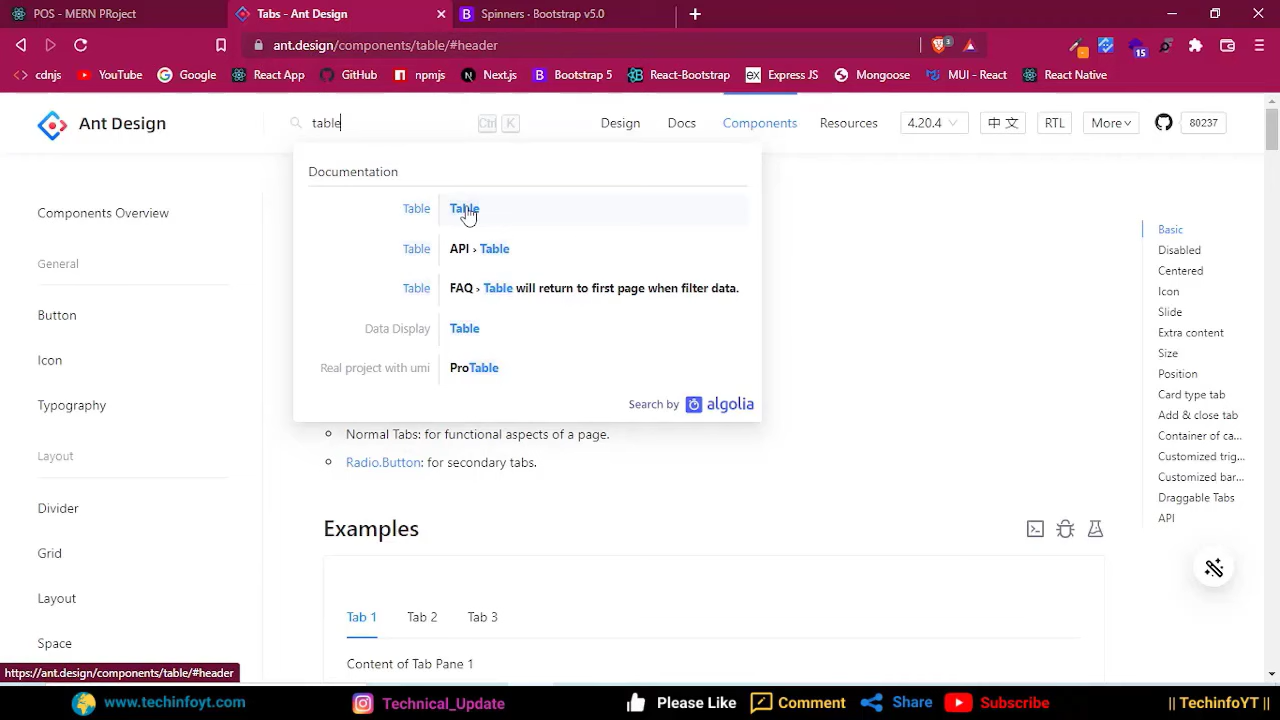 POS - MERN PRoject
Tabs - Ant Design
Spinners · Bootstrap v5.0
ant.design/components/table/#header
3
15
cdnjs
YouTube
Google
React App
GitHub
npmjs
Next.js
Bootstrap 5
React-Bootstrap
Express JS
Mongoose
MUI - React
React Native
Ant Design
table
Ctrl K
Design
Docs
Components
Resources
4.20.4
中 文
RTL
More
80237
Documentation
Table Table
Table API › Table
Table FAQ › Table will return to first page when filter data.
Data Display Table
Real project with umi ProTable
Search by algolia
Components Overview
General
Button
Icon
Typography
Layout
Divider
Grid
Layout
Space
Normal Tabs: for functional aspects of a page.
Radio.Button: for secondary tabs.
Examples
Tab 1 Tab 2 Tab 3
Content of Tab Pane 1
Basic
Disabled
Centered
Icon
Slide
Extra content
Size
Position
Card type tab
Add & close tab
Container of ca...
Customized trig...
Customized bar...
Draggable Tabs
API
https://ant.design/components/table/#header
www.techinfoyt.com
Technical_Update
Please Like
Comment
Share
Subscribe
|| TechinfoYT ||